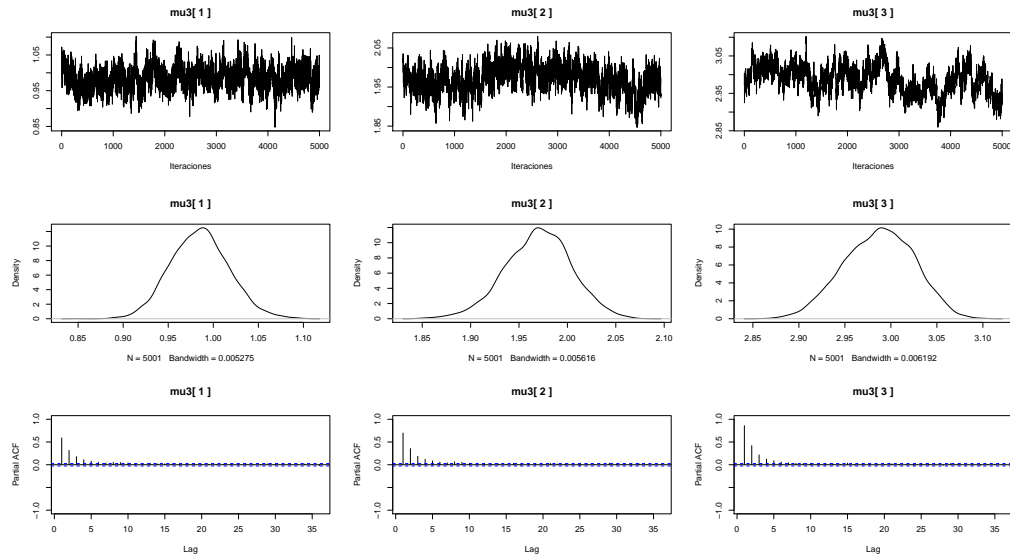 mu3[ 1 ]
0.85 0.95 1.05
0 1000 2000 3000 4000 5000
Iteraciones
mu3[ 2 ]
1.85 1.95 2.05
0 1000 2000 3000 4000 5000
Iteraciones
mu3[ 3 ]
2.85 2.95 3.05
0 1000 2000 3000 4000 5000
Iteraciones
mu3[ 1 ]
Density
0 2 4 6 8 10
0.85 0.90 0.95 1.00 1.05 1.10
N = 5001 Bandwidth = 0.005275
mu3[ 2 ]
Density
0 2 4 6 8 10
1.85 1.90 1.95 2.00 2.05 2.10
N = 5001 Bandwidth = 0.005616
mu3[ 3 ]
Density
0 2 4 6 8 10
2.85 2.90 2.95 3.00 3.05 3.10
N = 5001 Bandwidth = 0.006192
mu3[ 1 ]
Partial ACF
−1.0 0.0 0.5 1.0
0 5 10 15 20 25 30 35
Lag
mu3[ 2 ]
Partial ACF
−1.0 0.0 0.5 1.0
0 5 10 15 20 25 30 35
Lag
mu3[ 3 ]
Partial ACF
−1.0 0.0 0.5 1.0
0 5 10 15 20 25 30 35
Lag